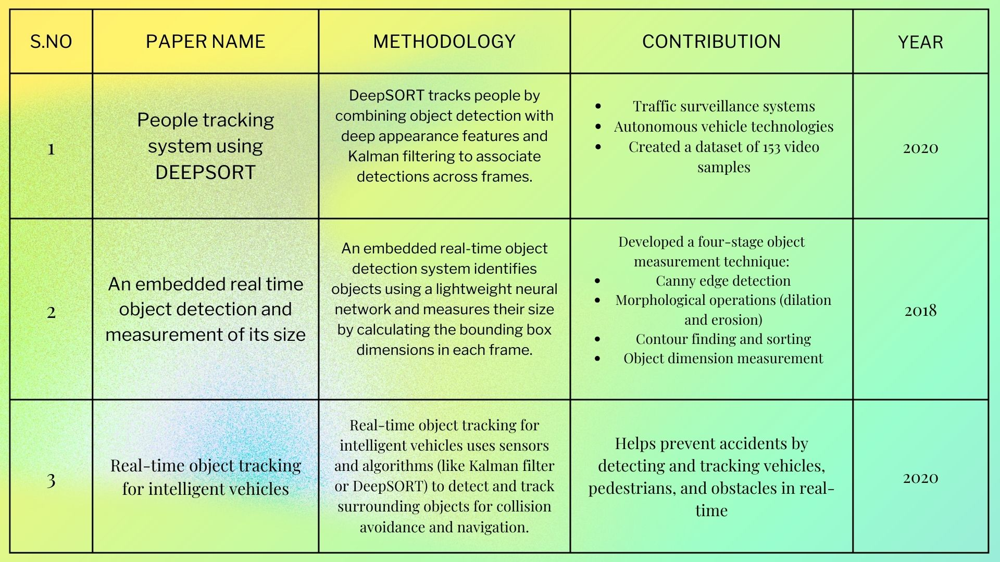 S.NO
PAPER NAME
METHODOLOGY
CONTRIBUTION
YEAR
1
People tracking
system using
DEEPSORT
DeepSORT tracks people by
combining object detection with
deep appearance features and
Kalman filtering to associate
detections across frames.
• Traffic surveillance systems
• Autonomous vehicle technologies
• Created a dataset of 153 video
samples
2020
2
An embedded real time
object detection and
measurement of its size
An embedded real-time object
detection system identifies
objects using a lightweight neural
network and measures their size
by calculating the bounding box
dimensions in each frame.
Developed a four-stage object
measurement technique:
• Canny edge detection
• Morphological operations (dilation
and erosion)
• Contour finding and sorting
• Object dimension measurement
2018
3
Real-time object tracking
for intelligent vehicles
Real-time object tracking for
intelligent vehicles uses sensors
and algorithms (like Kalman filter
or DeepSORT) to detect and track
surrounding objects for collision
avoidance and navigation.
Helps prevent accidents by
detecting and tracking vehicles,
pedestrians, and obstacles in real-
time
2020